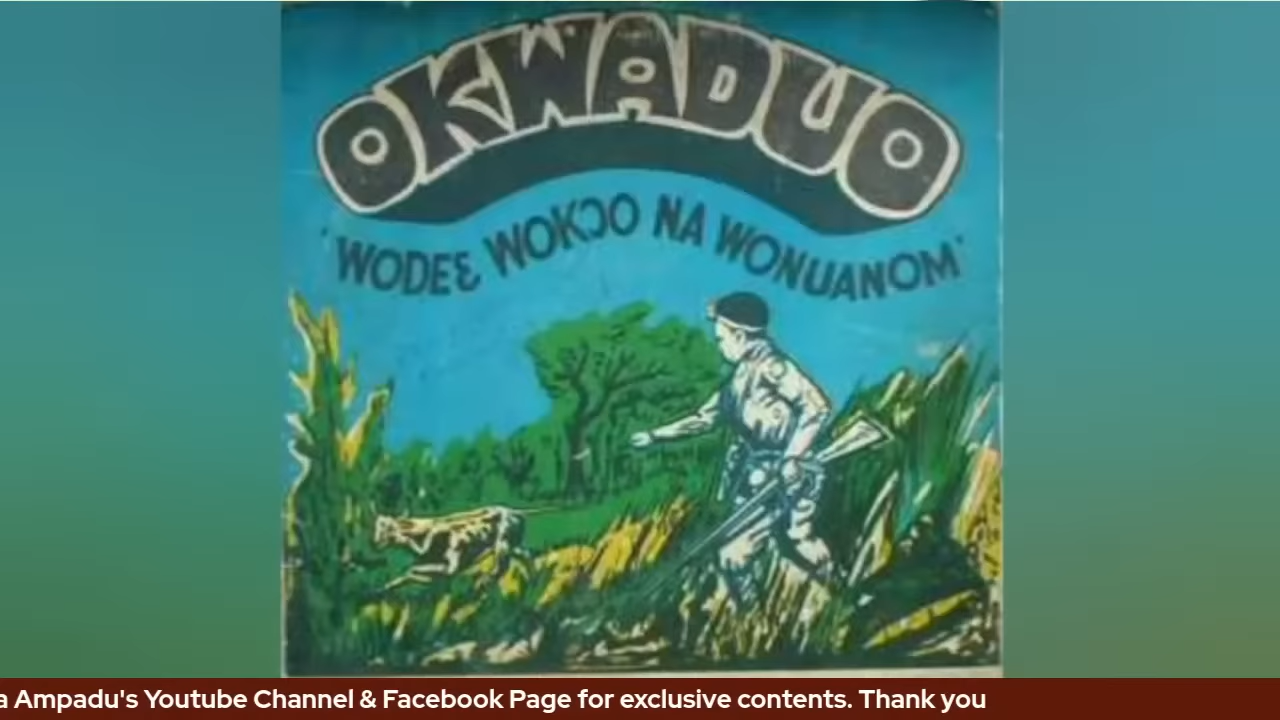 OKWADUO
'WODEƐ WOKƆO NA WONUANOM'
a Ampadu's Youtube Channel & Facebook Page for exclusive contents. Thank you